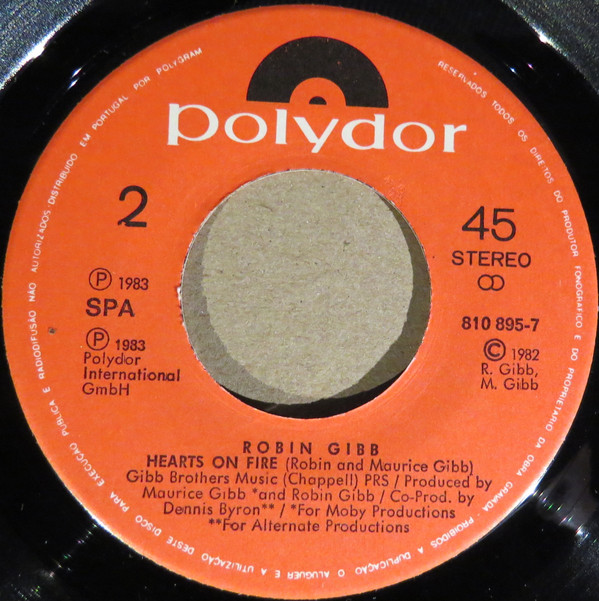 polydor
2
45
STEREO
Ⓟ 1983
SPA
Ⓟ 1983
Polydor
International
GmbH
810 895-7
© 1982
R. Gibb,
M. Gibb
ROBIN GIBB
HEARTS ON FIRE (Robin and Maurice Gibb)
Gibb Brothers Music (Chappell) PRS / Produced by
Maurice Gibb *and Robin Gibb / Co-Prod. by
Dennis Byron** / *For Moby Productions
**For Alternate Productions
RESERVADOS TODOS OS DIREITOS DO PRODUTOR FONOGRÁFICO E DO PROPRIETÁRIO DA OBRA GRAVADA · PROIBIDOS A DUPLICAÇÃO O ALUGUER E A UTILIZAÇÃO DESTE DISCO PARA EXECUÇÃO PÚBLICA E RADIODIFUSÃO NÃO AUTORIZADOS · DISTRIBUÍDO EM PORTUGAL POR POLYGRAM